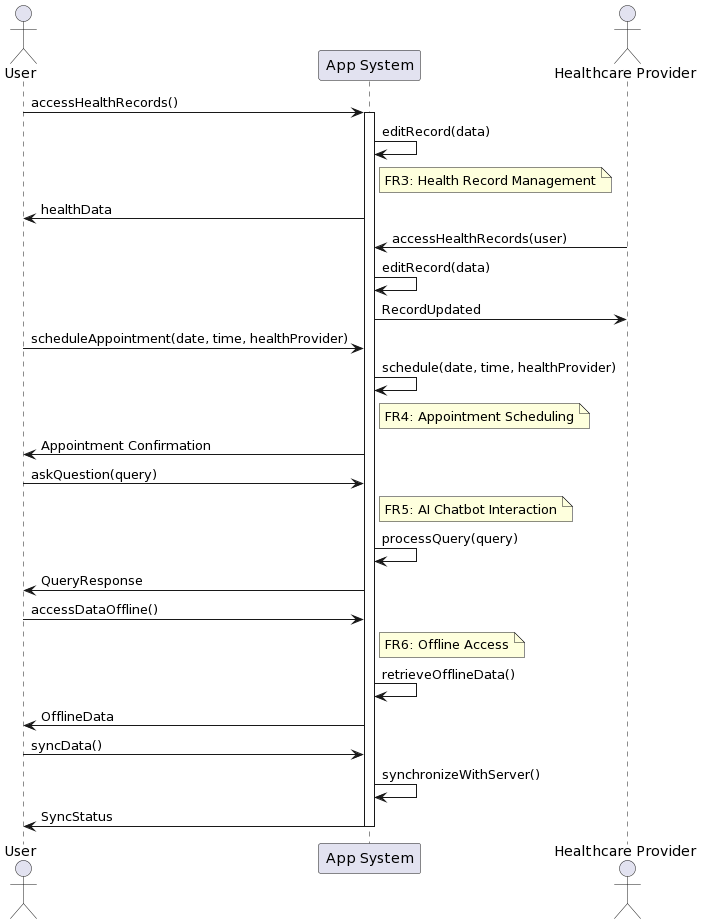 User
App System
Healthcare Provider
accessHealthRecords()
editRecord(data)
FR3: Health Record Management
healthData
accessHealthRecords(user)
editRecord(data)
RecordUpdated
scheduleAppointment(date, time, healthProvider)
schedule(date, time, healthProvider)
FR4: Appointment Scheduling
Appointment Confirmation
askQuestion(query)
FR5: AI Chatbot Interaction
processQuery(query)
QueryResponse
accessDataOffline()
FR6: Offline Access
retrieveOfflineData()
OfflineData
syncData()
synchronizeWithServer()
SyncStatus
User
App System
Healthcare Provider